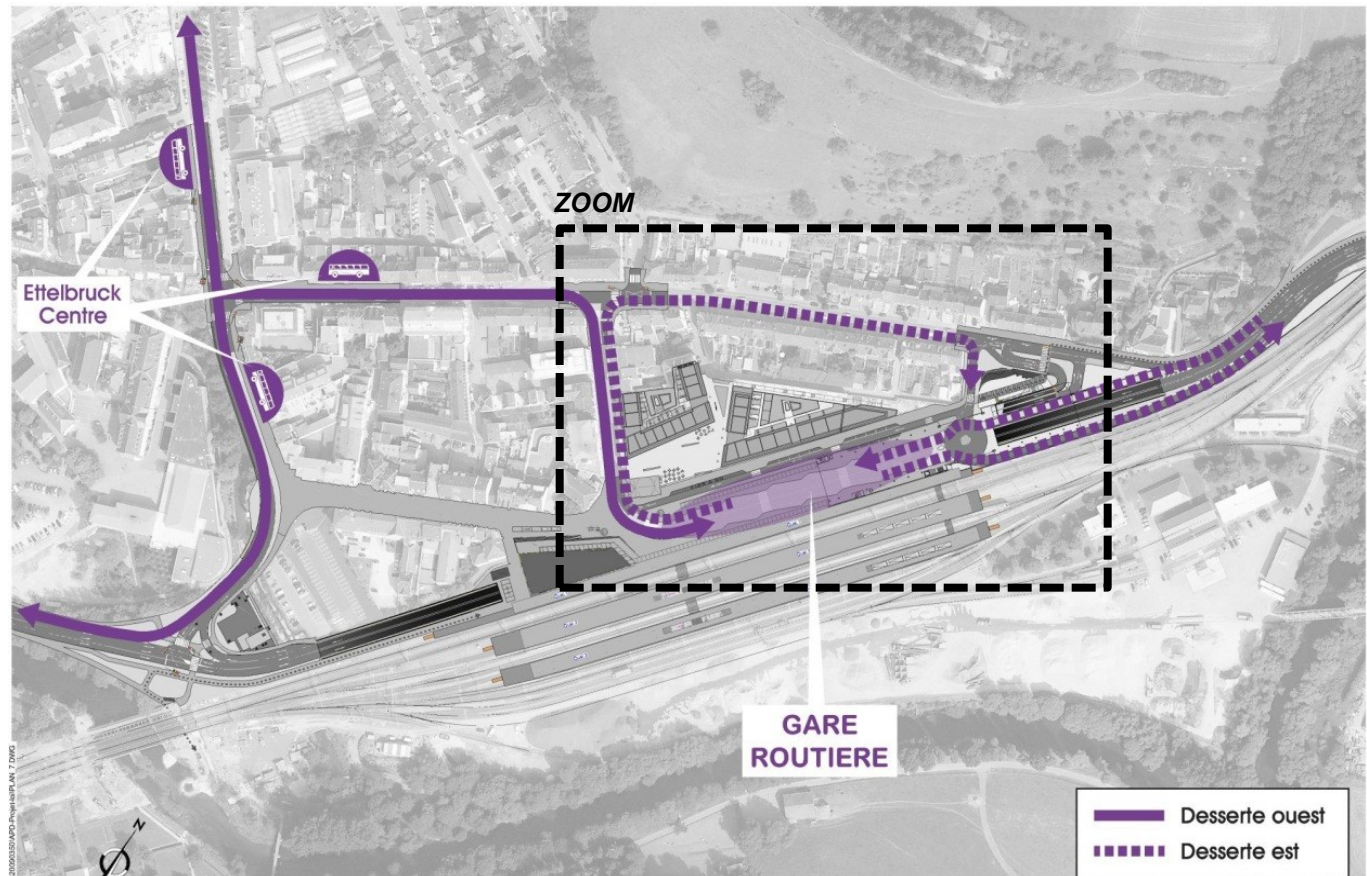 ZOOM
Ettelbruck
Centre
GARE
ROUTIERE
N
Desserte ouest
Desserte est